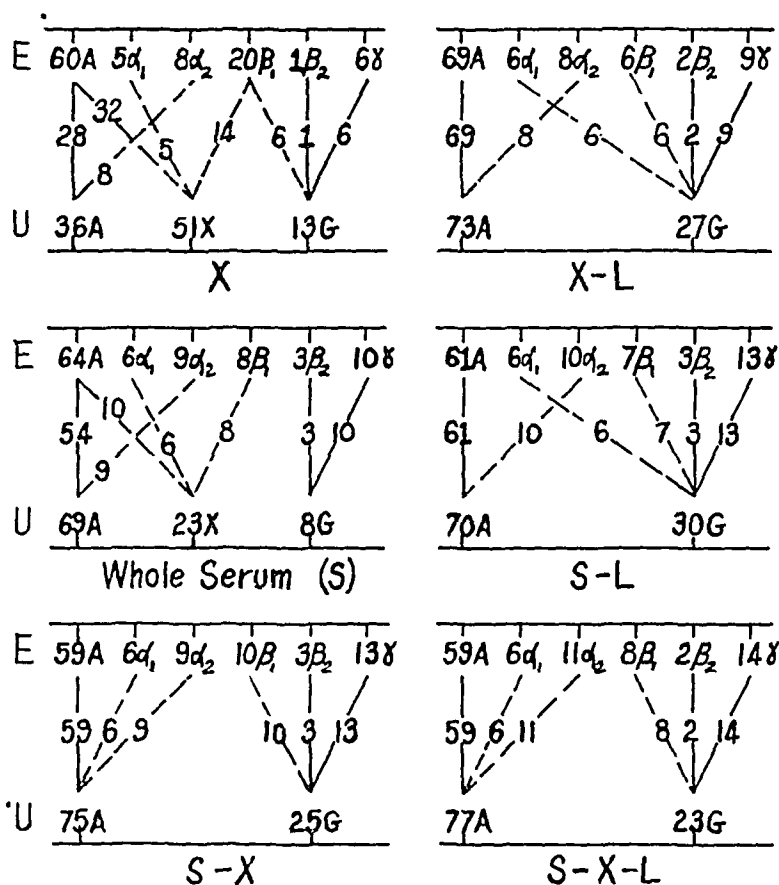 E 60A 5α₁ 8α₂ 20β₁ 1β₂ 6γ
32
28 5 14 6 1 6
8
U 36A 51X 13G
X
E 69A 6α₁ 8α₂ 6β₁ 2β₂ 9γ
69 8 6 6 2 9
73A 27G
X-L
E 64A 6α₁ 9α₂ 8β₁ 3β₂ 10γ
10
54 6 8 3 10
9
U 69A 23X 8G
Whole Serum (S)
61A 6α₁ 10α₂ 7β₁ 3β₂ 13γ
61 10 6 7 3 13
70A 30G
S-L
E 59A 6α₁ 9α₂ 10β₁ 3β₂ 13γ
59 6 9 10 3 13
U 75A 25G
S-X
59A 6α₁ 11α₂ 8β₁ 2β₂ 14γ
59 6 11 8 2 14
77A 23G
S-X-L